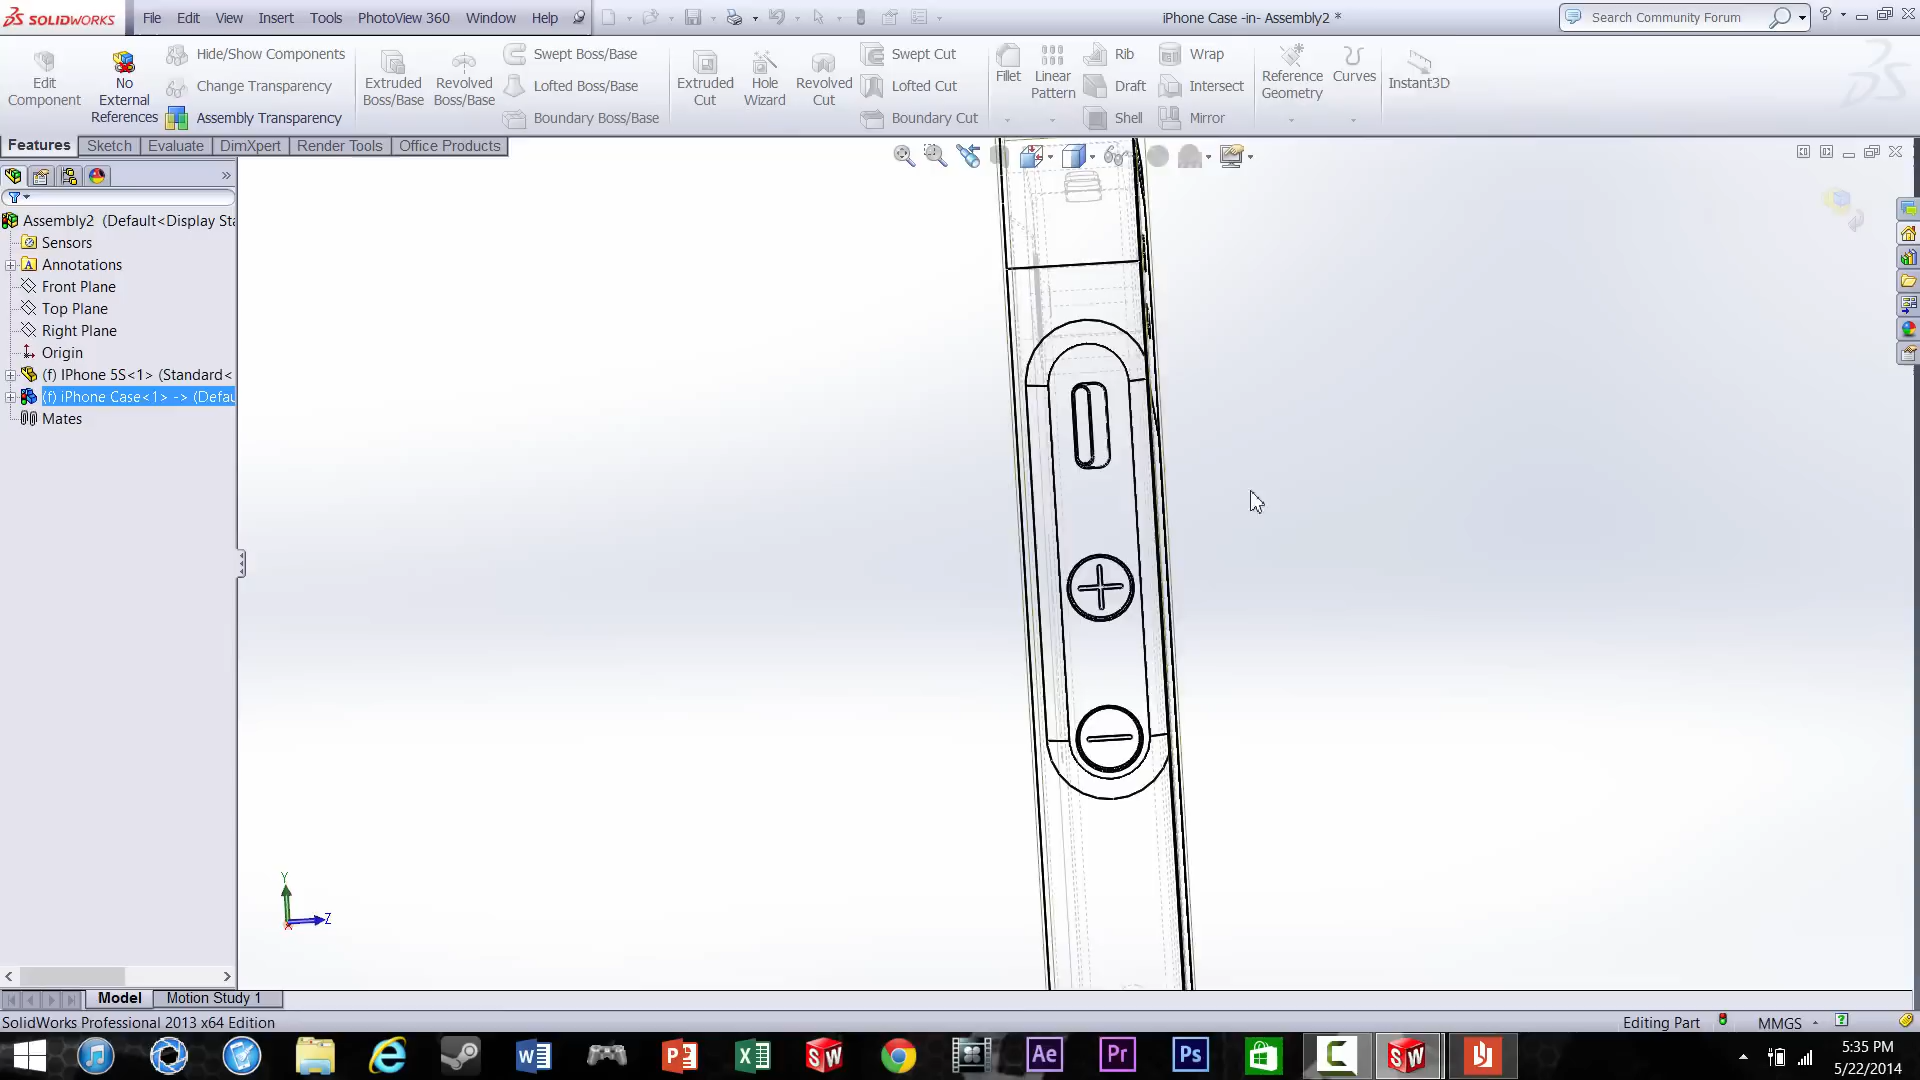 SOLIDWORKS File Edit View Insert Tools PhotoView 360 Window Help iPhone Case -in- Assembly2 * Search Community Forum ?
Edit Component
No External References
Hide/Show Components
Change Transparency
Assembly Transparency
Extruded Boss/Base
Revolved Boss/Base
Swept Boss/Base
Lofted Boss/Base
Boundary Boss/Base
Extruded Cut
Hole Wizard
Revolved Cut
Swept Cut
Lofted Cut
Boundary Cut
Fillet
Linear Pattern
Rib
Draft
Shell
Wrap
Intersect
Mirror
Reference Geometry
Curves
Instant3D
Features Sketch Evaluate DimXpert Render Tools Office Products
Assembly2 (Default<Display Sta
Sensors
Annotations
Front Plane
Top Plane
Right Plane
Origin
(f) IPhone 5S<1> (Standard<
(f) iPhone Case<1> -> (Defau
Mates
Y
Z
Model Motion Study 1
SolidWorks Professional 2013 x64 Edition Editing Part MMGS
SW Ae Pr Ps SW
5:35 PM
5/22/2014